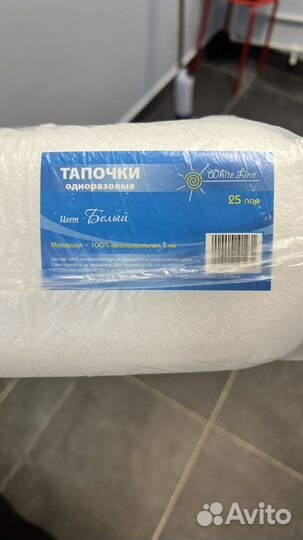 ТАПОЧКИ
одноразовые
White Line
Цвет - Белый
25 пар
Материал – 100% пенополиэтилен, 3 мм
Avito